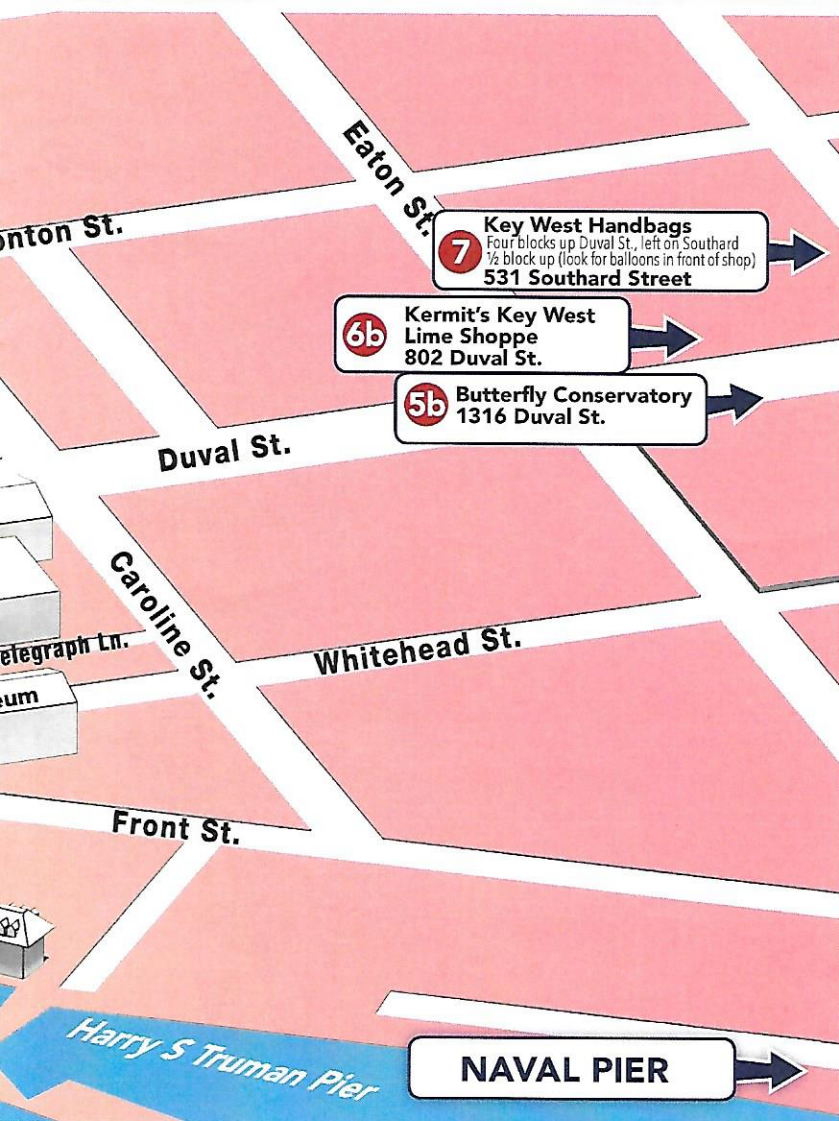 Eaton St.
onton St.
7
Key West Handbags
Four blocks up Duval St., left on Southard
½ block up (look for balloons in front of shop)
531 Southard Street
6b
Kermit's Key West
Lime Shoppe
802 Duval St.
5b
Butterfly Conservatory
1316 Duval St.
Duval St.
Caroline St.
elegraph Ln.
Whitehead St.
eum
Front St.
Harry S Truman Pier
NAVAL PIER